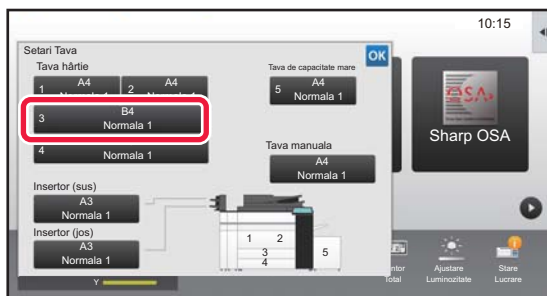 10:15
Setari Tava
OK
Tava hârtie
Tava de capacitate mare
1 A4
2 A4
5 A4
Normala 1
3 B4
Normala 1
Sharp OSA
4
Normala 1
Tava manuala
A4
Normala 1
Insertor (sus)
A3
Normala 1
Insertor (jos)
A3
Normala 1
1 2
3
4
5
Total
Ajustare
Luminozitate
Stare
Lucrare
Y